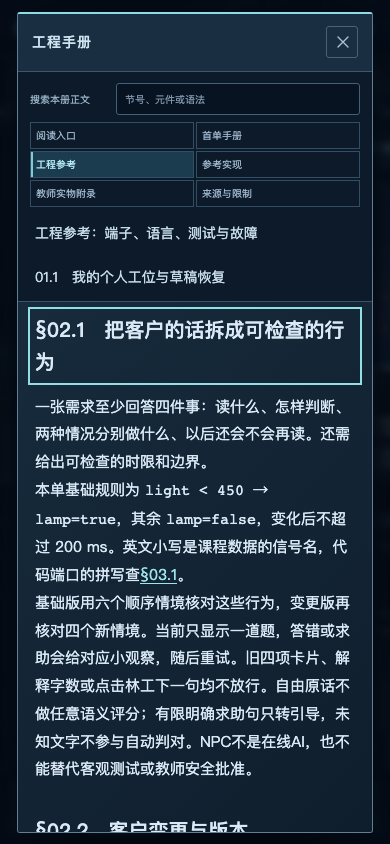 工程手册
搜索本册正文
节号、元件或语法
阅读入口
首单手册
工程参考
参考实现
教师实物附录
来源与限制
工程参考：端子、语言、测试与故障
01.1 我的个人工位与草稿恢复
§02.1 把客户的话拆成可检查的行
为
一张需求至少回答四件事：读什么、怎样判断、
两种情况分别做什么、以后还会不会再读。还需
给出可检查的时限和边界。
本单基础规则为 light < 450 →
lamp=true，其余 lamp=false，变化后不超
过 200 ms。英文小写是课程数据的信号名，代
码端口的拼写查§03.1。
基础版用六个顺序情境核对这些行为，变更版再
核对四个新情境。当前只显示一道题，答错或求
助会给对应小观察，随后重试。旧四项卡片、解
释字数或点击林工下一句均不放行。自由原话不
做任意语义评分；有限明确求助句只转引导，未
知文字不参与自动判对。NPC不是在线AI，也不
能替代客观测试或教师安全批准。
§02.2 客户变更与版本